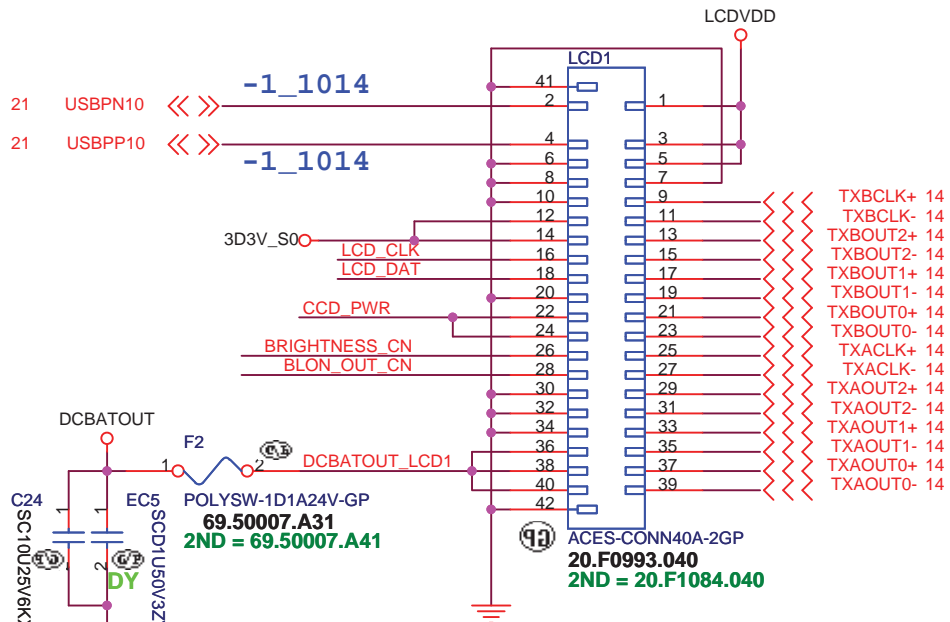 LCDVDD
LCD1
-1_1014
21 USBPN10
21 USBPP10
-1_1014
41
2 1
4 3
6 5
8 7
10 9 TXBCLK+ 14
12 11 TXBCLK- 14
3D3V_S0 14 13 TXBOUT2+ 14
LCD_CLK 16 15 TXBOUT2- 14
LCD_DAT 18 17 TXBOUT1+ 14
20 19 TXBOUT1- 14
CCD_PWR 22 21 TXBOUT0+ 14
24 23 TXBOUT0- 14
BRIGHTNESS_CN 26 25 TXACLK+ 14
BLON_OUT_CN 28 27 TXACLK- 14
30 29 TXAOUT2+ 14
32 31 TXAOUT2- 14
34 33 TXAOUT1+ 14
36 35 TXAOUT1- 14
DCBATOUT_LCD1 38 37 TXAOUT0+ 14
40 39 TXAOUT0- 14
42
DCBATOUT
F2
1 2
POLYSW-1D1A24V-GP
69.50007.A31
2ND = 69.50007.A41
C24
1
2
EC5
1
2
DY
ACES-CONN40A-2GP
20.F0993.040
2ND = 20.F1084.040